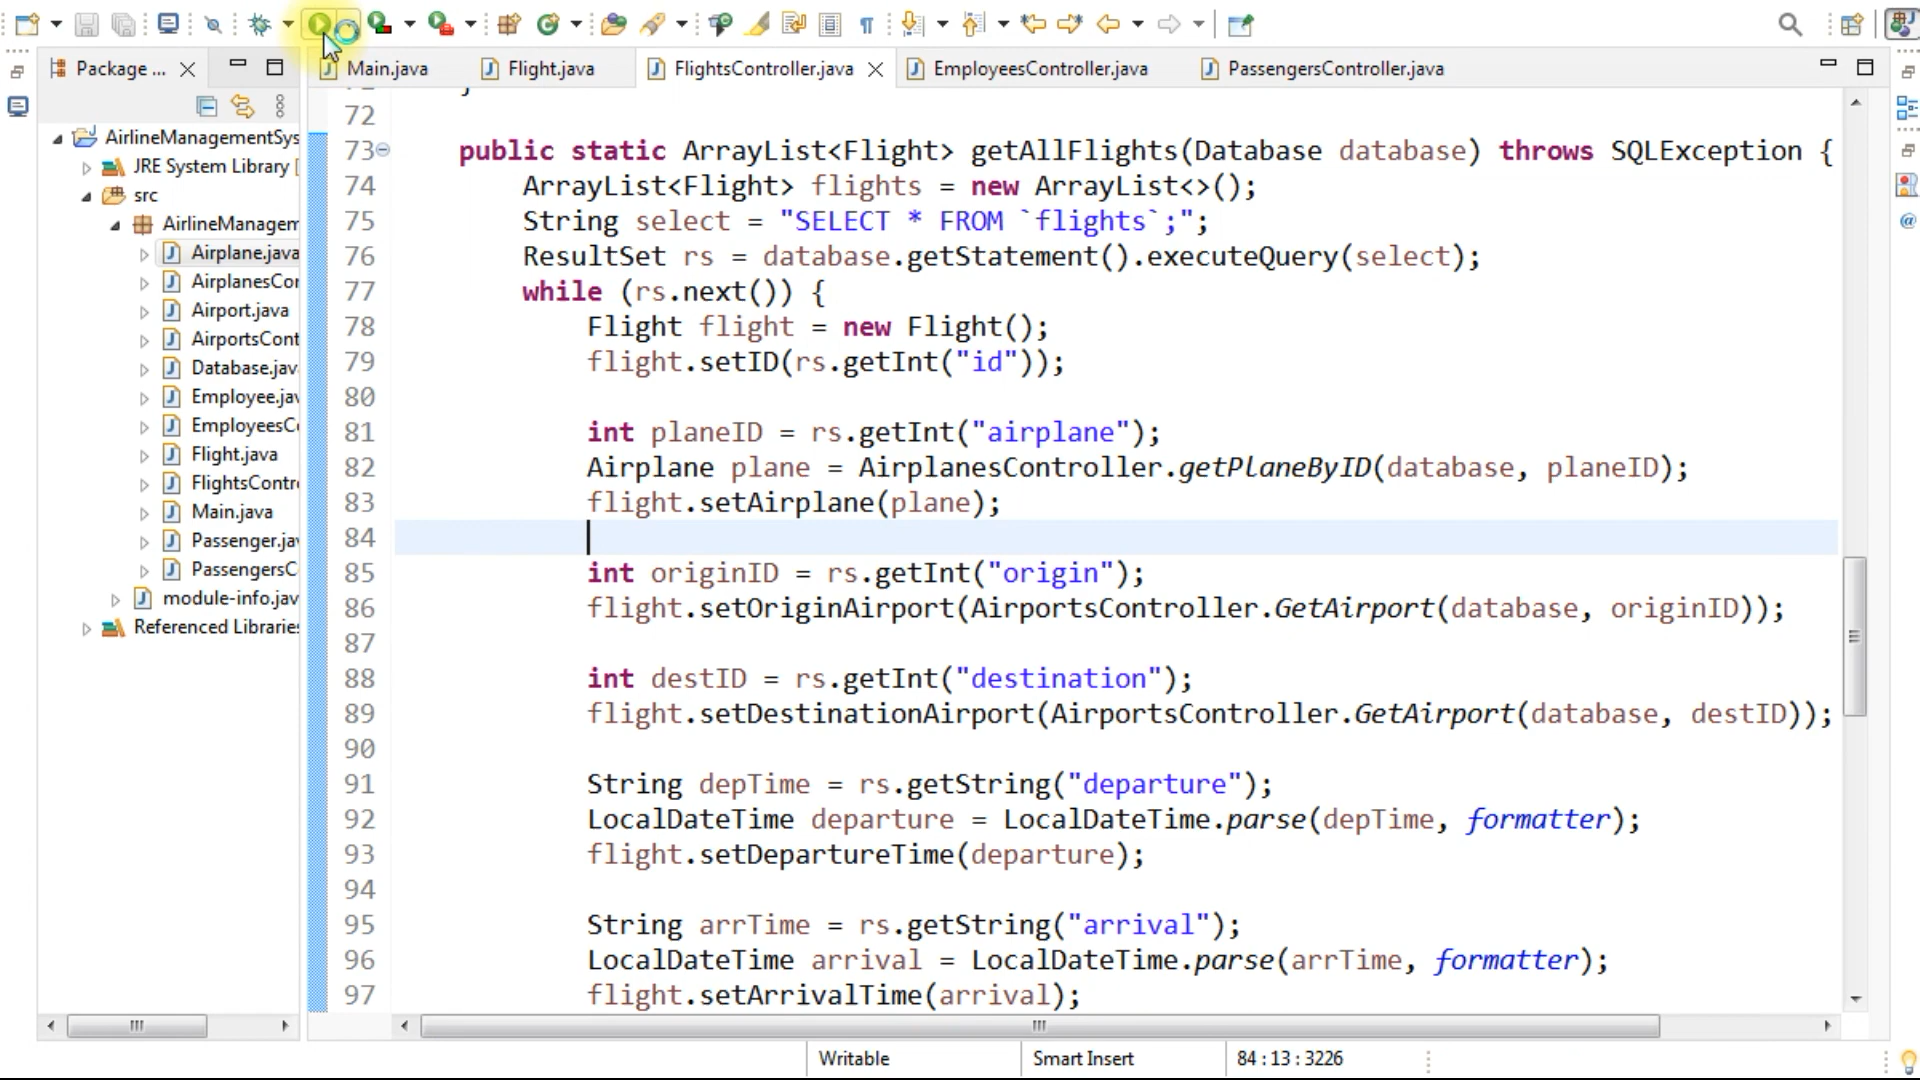 Package ...
Main.java
Flight.java
FlightsController.java
EmployeesController.java
PassengersController.java
AirlineManagementSys
JRE System Library [
src
AirlineManagem
Airplane.java
AirplanesCon
Airport.java
AirportsCont
Database.jav
Employee.jav
EmployeesCo
Flight.java
FlightsContr
Main.java
Passenger.jav
PassengersC
module-info.jav
Referenced Libraries
72
73 public static ArrayList<Flight> getAllFlights(Database database) throws SQLException {
74 ArrayList<Flight> flights = new ArrayList<>();
75 String select = "SELECT * FROM `flights`;";
76 ResultSet rs = database.getStatement().executeQuery(select);
77 while (rs.next()) {
78 Flight flight = new Flight();
79 flight.setID(rs.getInt("id"));
80
81 int planeID = rs.getInt("airplane");
82 Airplane plane = AirplanesController.getPlaneByID(database, planeID);
83 flight.setAirplane(plane);
84
85 int originID = rs.getInt("origin");
86 flight.setOriginAirport(AirportsController.GetAirport(database, originID));
87
88 int destID = rs.getInt("destination");
89 flight.setDestinationAirport(AirportsController.GetAirport(database, destID));
90
91 String depTime = rs.getString("departure");
92 LocalDateTime departure = LocalDateTime.parse(depTime, formatter);
93 flight.setDepartureTime(departure);
94
95 String arrTime = rs.getString("arrival");
96 LocalDateTime arrival = LocalDateTime.parse(arrTime, formatter);
97 flight.setArrivalTime(arrival);
Writable
Smart Insert
84 : 13 : 3226